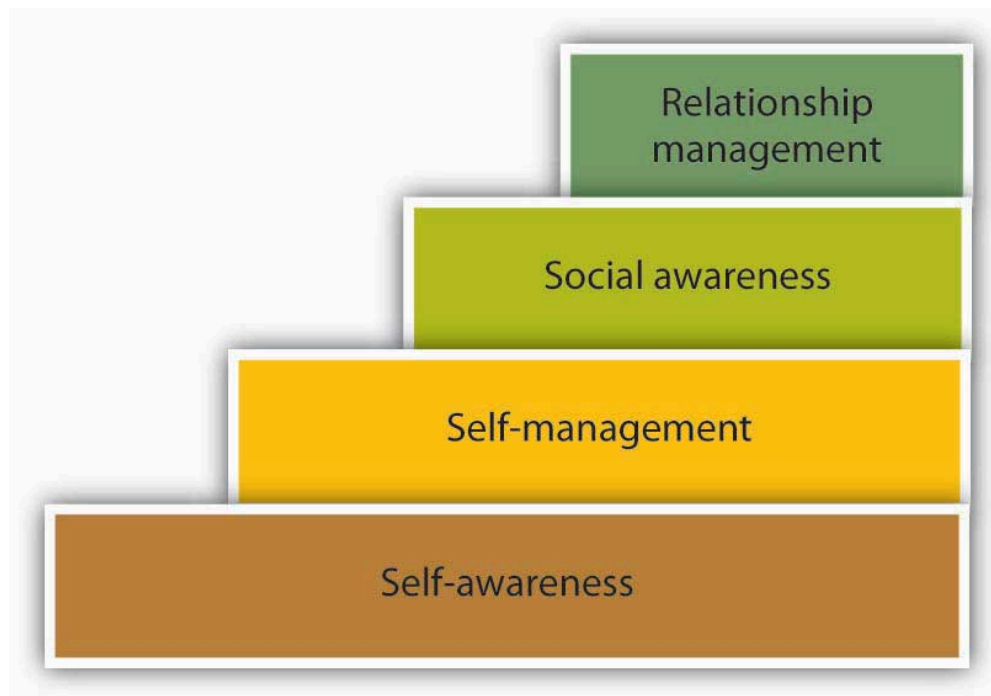 Relationship
management
Social awareness
Self-management
Self-awareness